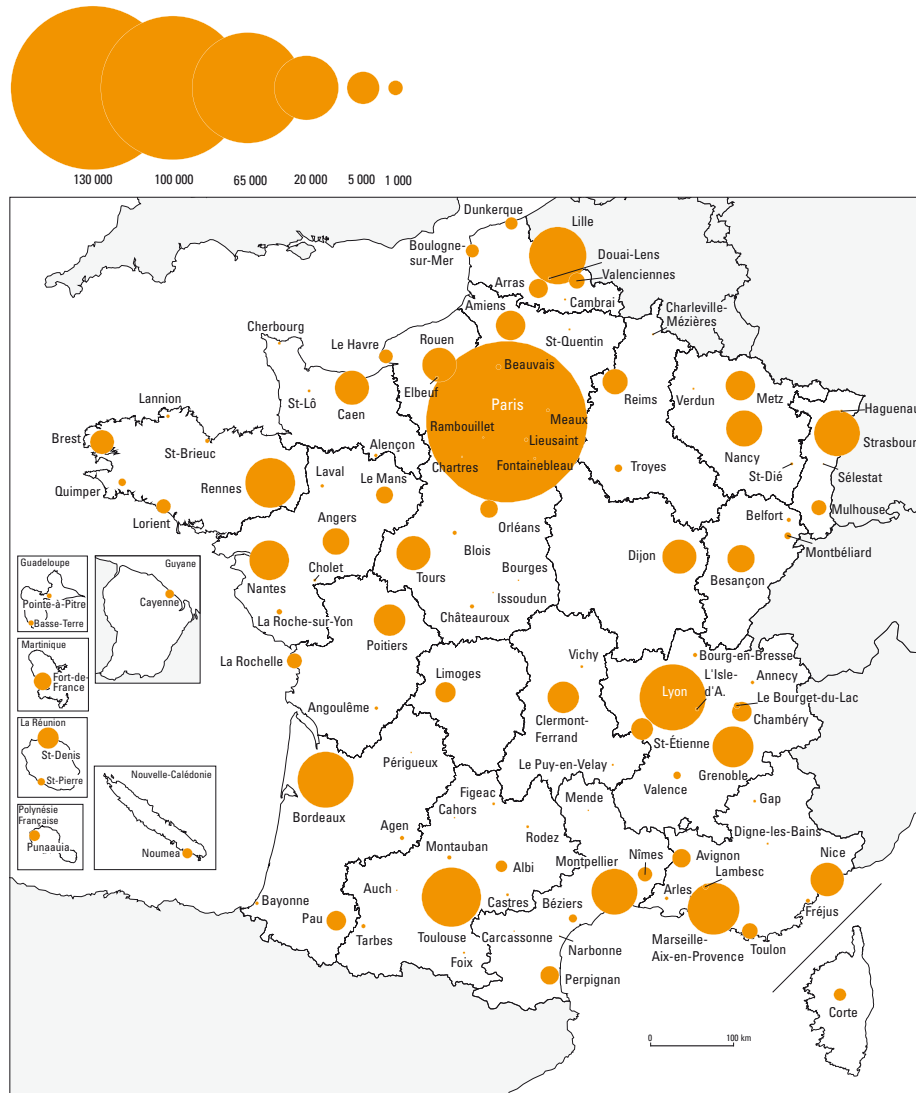 130 000 100 000 65 000 20 000 5 000 1 000
Dunkerque
Lille
Boulogne-
sur-Mer
Douai-Lens
Valenciennes
Arras
Cambrai
Amiens
Charleville-
Mézières
Cherbourg
St-Quentin
Le Havre
Rouen
Beauvais
Elbeuf
St-Lô
Caen
Paris
Reims
Verdun
Metz
Haguenau
Lannion
Rambouillet
Meaux
Lieusaint
Brest
St-Brieuc
Alençon
Chartres
Fontainebleau
Nancy
Strasbourg
Laval
Troyes
St-Dié
Sélestat
Quimper
Rennes
Le Mans
Lorient
Orléans
Mulhouse
Angers
Belfort
Blois
Montbéliard
Guadeloupe
Guyane
Nantes
Cholet
Tours
Bourges
Dijon
Besançon
Pointe-à-Pitre
Cayenne
Issoudun
Basse-Terre
La Roche-sur-Yon
Châteauroux
Poitiers
Martinique
Bourg-en-Bresse
La Rochelle
Vichy
L'Isle-
d'A.
Annecy
Fort-de-
France
Limoges
Lyon
Le Bourget-du-Lac
Angoulême
Clermont-
Ferrand
Chambéry
La Réunion
St-Denis
St-Étienne
Périgueux
Le Puy-en-Velay
Grenoble
St-Pierre
Nouvelle-Calédonie
Valence
Bordeaux
Figeac
Mende
Gap
Cahors
Polynésie
Française
Agen
Rodez
Digne-les-Bains
Punaauia
Noumea
Montauban
Albi
Montpellier
Nîmes
Avignon
Nice
Lambesc
Auch
Castres
Béziers
Arles
Bayonne
Fréjus
Pau
Tarbes
Toulouse
Carcassonne
Narbonne
Marseille-
Aix-en-Provence
Toulon
Foix
Perpignan
Corte
0 100 km